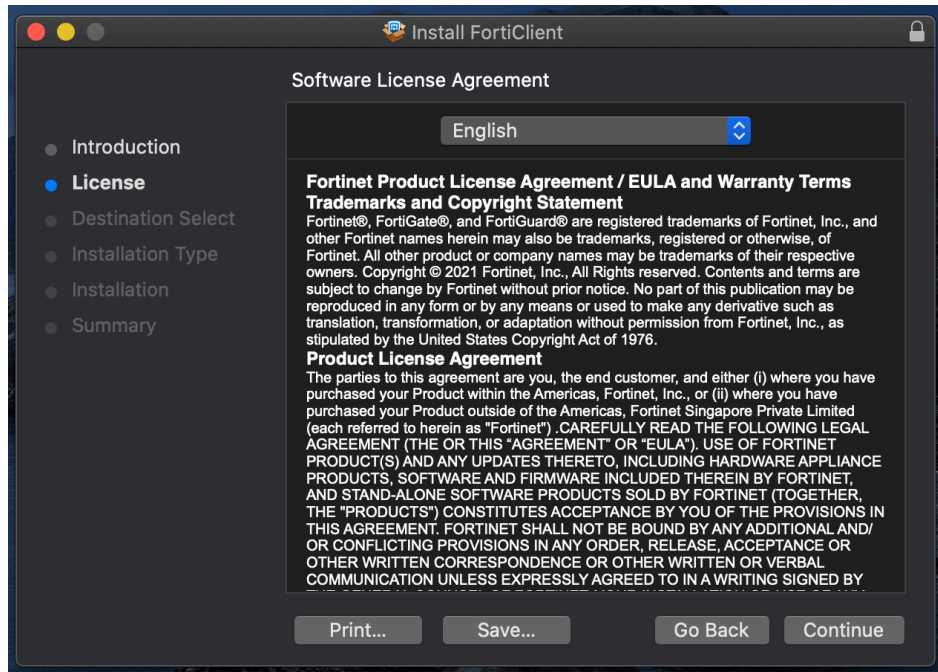 Install FortiClient
Software License Agreement
English
Introduction
License
Destination Select
Installation Type
Installation
Summary
Fortinet Product License Agreement / EULA and Warranty Terms
Trademarks and Copyright Statement
Fortinet®, FortiGate®, and FortiGuard® are registered trademarks of Fortinet, Inc., and
other Fortinet names herein may also be trademarks, registered or otherwise, of
Fortinet. All other product or company names may be trademarks of their respective
owners. Copyright © 2021 Fortinet, Inc., All Rights reserved. Contents and terms are
subject to change by Fortinet without prior notice. No part of this publication may be
reproduced in any form or by any means or used to make any derivative such as
translation, transformation, or adaptation without permission from Fortinet, Inc., as
stipulated by the United States Copyright Act of 1976.
Product License Agreement
The parties to this agreement are you, the end customer, and either (i) where you have
purchased your Product within the Americas, Fortinet, Inc., or (ii) where you have
purchased your Product outside of the Americas, Fortinet Singapore Private Limited
(each referred to herein as "Fortinet") .CAREFULLY READ THE FOLLOWING LEGAL
AGREEMENT (THE OR THIS “AGREEMENT” OR “EULA”). USE OF FORTINET
PRODUCT(S) AND ANY UPDATES THERETO, INCLUDING HARDWARE APPLIANCE
PRODUCTS, SOFTWARE AND FIRMWARE INCLUDED THEREIN BY FORTINET,
AND STAND-ALONE SOFTWARE PRODUCTS SOLD BY FORTINET (TOGETHER,
THE "PRODUCTS") CONSTITUTES ACCEPTANCE BY YOU OF THE PROVISIONS IN
THIS AGREEMENT. FORTINET SHALL NOT BE BOUND BY ANY ADDITIONAL AND/
OR CONFLICTING PROVISIONS IN ANY ORDER, RELEASE, ACCEPTANCE OR
OTHER WRITTEN CORRESPONDENCE OR OTHER WRITTEN OR VERBAL
COMMUNICATION UNLESS EXPRESSLY AGREED TO IN A WRITING SIGNED BY
Print...
Save...
Go Back
Continue